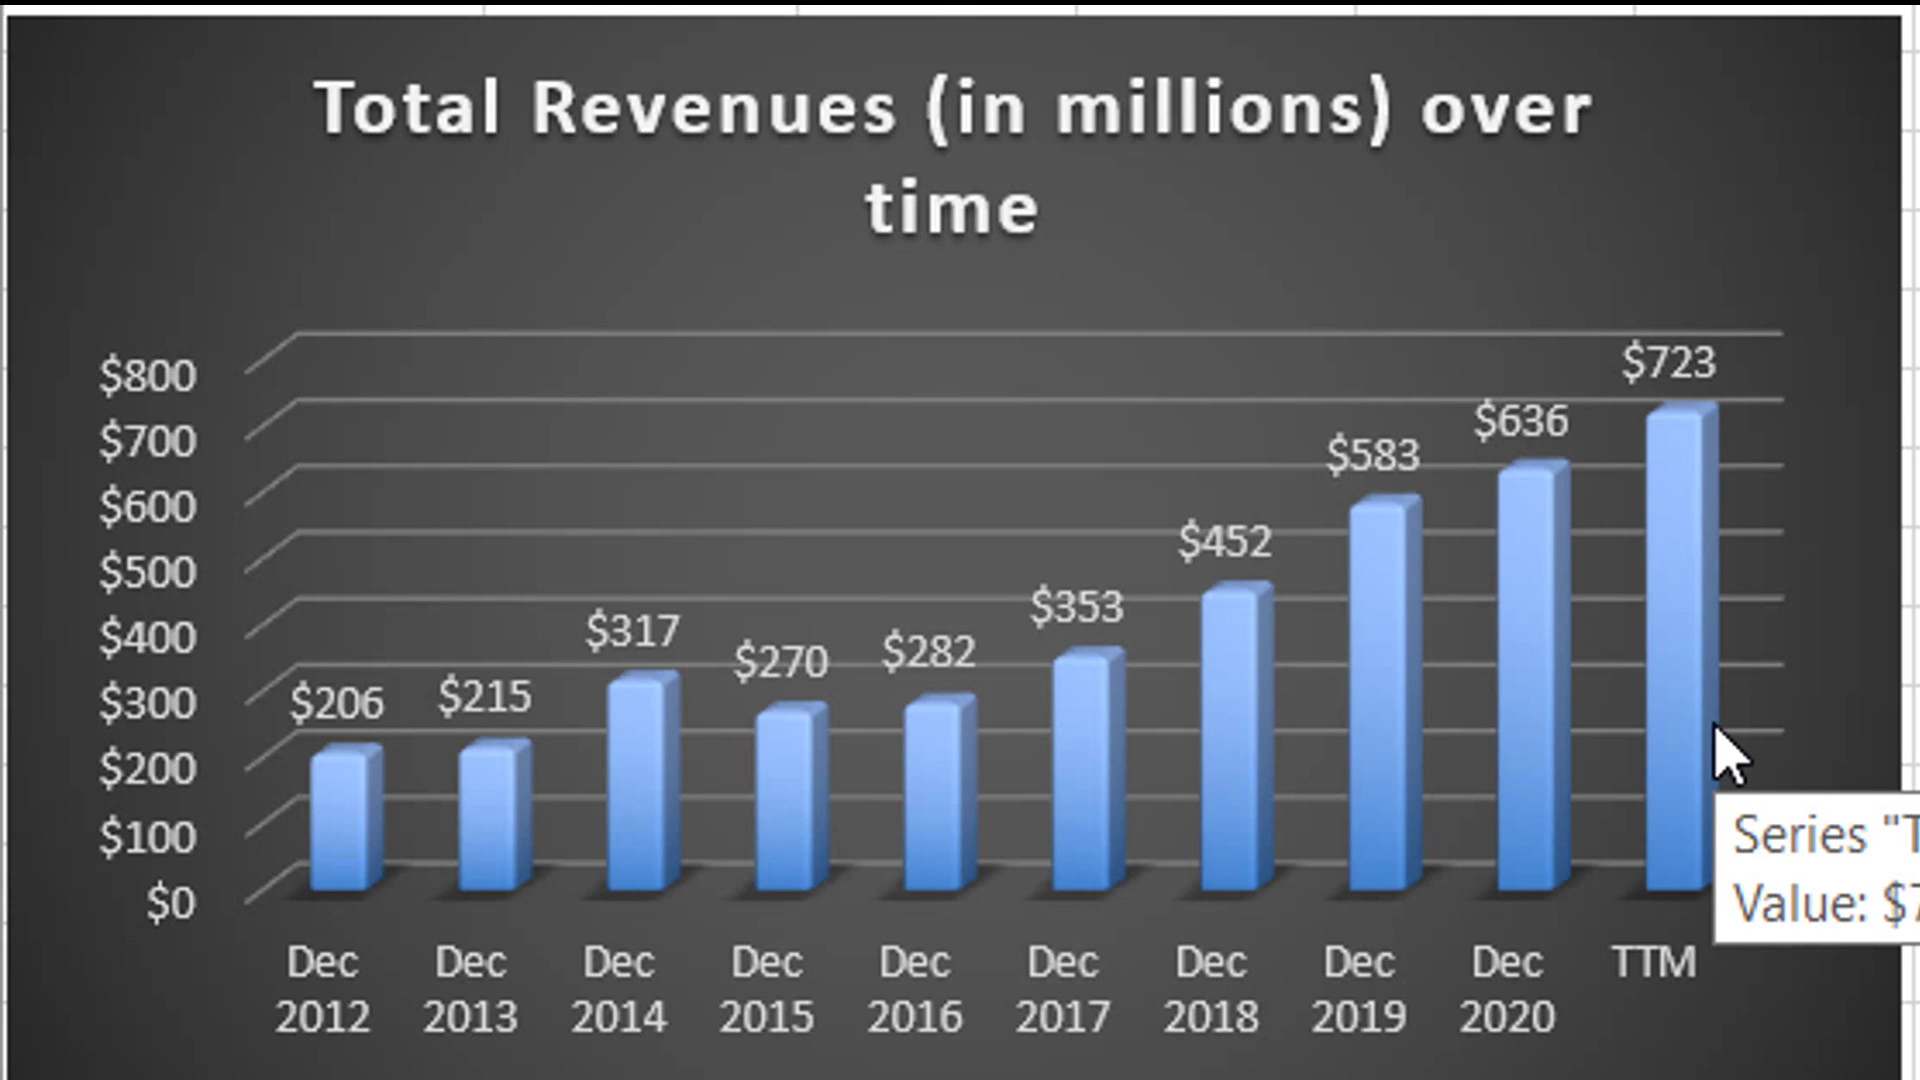 Total Revenues (in millions) over
time
$800
$700
$600
$500
$400
$300
$200
$100
$0
$206
$215
$317
$270
$282
$353
$452
$583
$636
$723
Dec
2012
Dec
2013
Dec
2014
Dec
2015
Dec
2016
Dec
2017
Dec
2018
Dec
2019
Dec
2020
TTM
Series "T
Value: $7